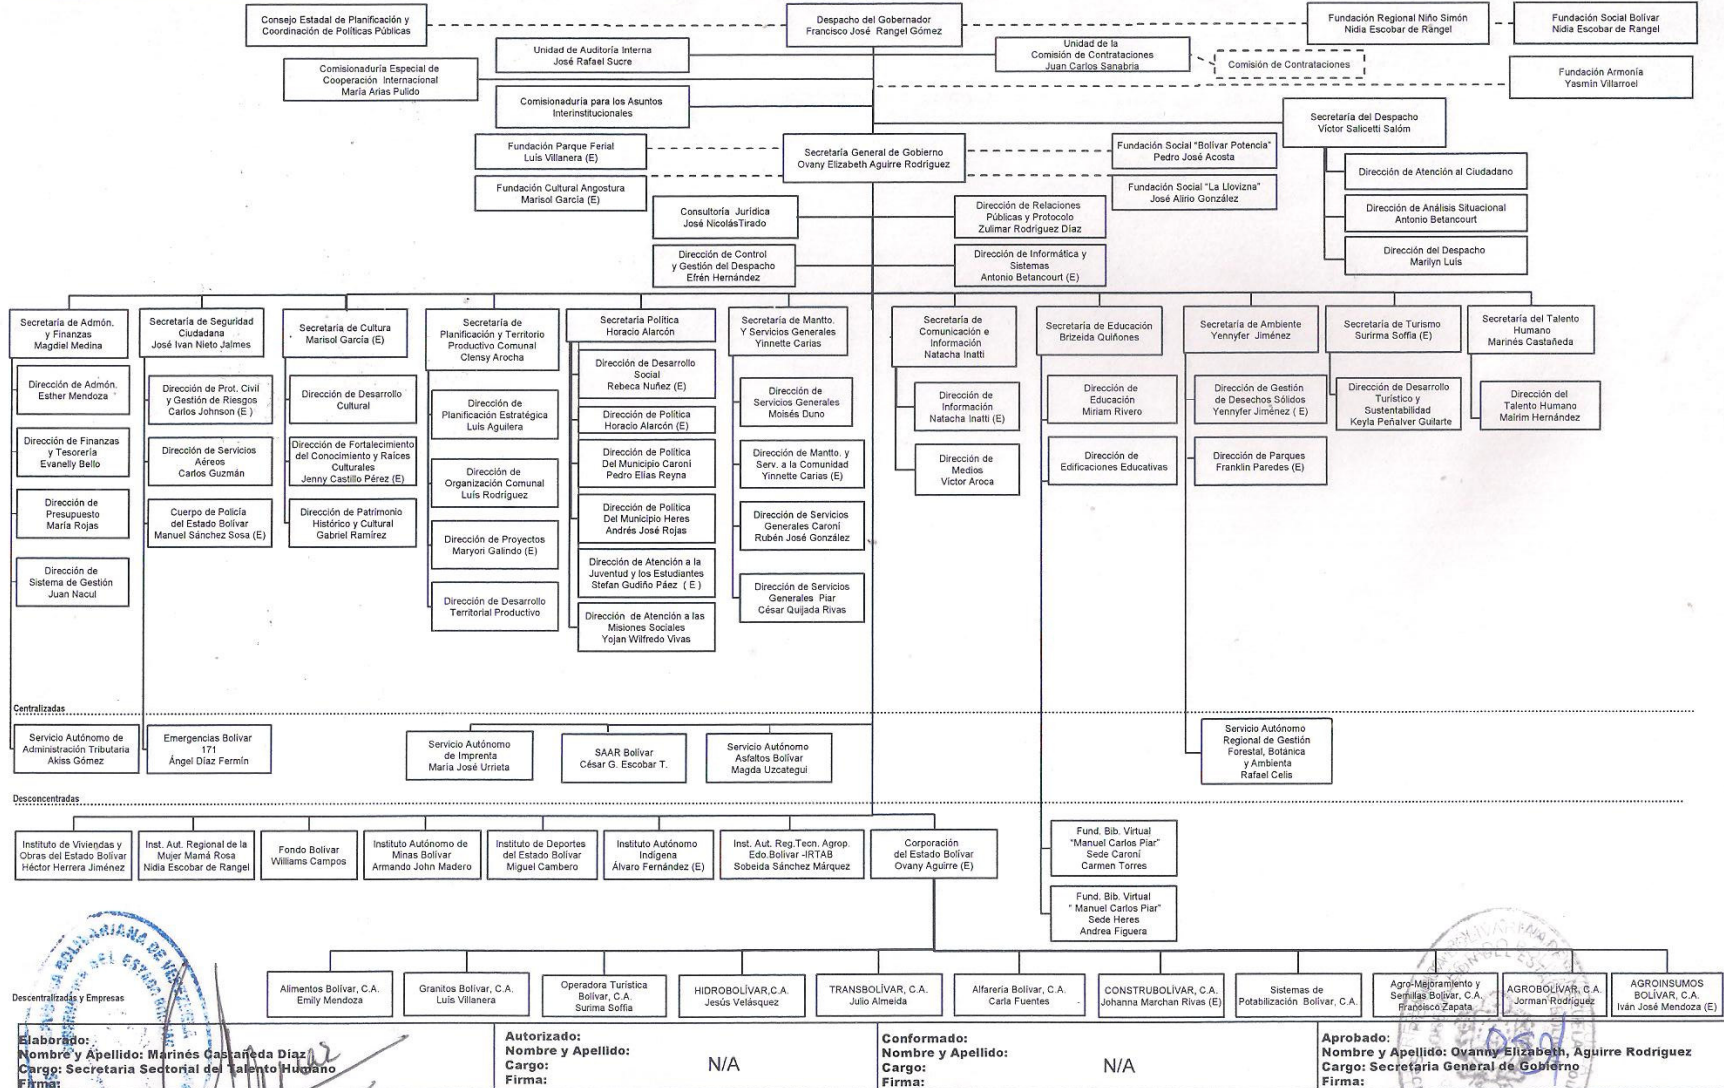 Consejo Estatal de Planificación y
Coordinación de Políticas Públicas
Despacho del Gobernador
Francisco José Rangel Gómez
Fundación Regional Niño Simón
Nidia Escobar de Rangel
Fundación Social Bolívar
Nidia Escobar de Rangel
Unidad de Auditoría Interna
José Rafael Sucre
Unidad de la
Comisión de Contrataciones
Juan Carlos Sanabria
Comisión de Contrataciones
Comisionaduría Especial de
Cooperación Internacional
María Arias Pulido
Fundación Armonía
Yasmin Villarroel
Comisionaduría para los Asuntos
Interinstitucionales
Secretaría del Despacho
Víctor Salicetti Salóm
Fundación Parque Ferial
Luis Villanera (E)
Secretaría General de Gobierno
Ovany Elizabeth Aguirre Rodríguez
Fundación Social "Bolívar Potencia"
Pedro José Acosta
Dirección de Atención al Ciudadano
Fundación Cultural Angostura
Marisol García (E)
Fundación Social "La Llovizna"
José Alirio González
Consultoría Jurídica
José NicolásTirado
Dirección de Relaciones
Públicas y Protocolo
Zulimar Rodríguez Díaz
Dirección de Análisis Situacional
Antonio Betancourt
Dirección de Control
y Gestión del Despacho
Efrén Hernández
Dirección de Informática y
Sistemas
Antonio Betancourt (E)
Dirección del Despacho
Marilyn Luis
Secretaría de Admón.
y Finanzas
Magdiel Medina
Secretaría de Seguridad
Ciudadana
José Ivan Nieto Jalmes
Secretaría de Cultura
Marisol García (E)
Secretaría de
Planificación y Territorio
Productivo Comunal
Clensy Arocha
Secretaría Política
Horacio Alarcón
Secretaría de Mantto.
Y Servicios Generales
Yinnette Carias
Secretaría de
Comunicación e
Información
Natacha Inatti
Secretaría de Educación
Brizeida Quiñones
Secretaría de Ambiente
Yennyfer Jiménez
Secretaría de Turismo
Surirma Soffia (E)
Secretaría del Talento
Humano
Marinés Castañeda
Dirección de Admón.
Esther Mendoza
Dirección de Finanzas
y Tesorería
Evanelly Bello
Dirección de
Presupuesto
María Rojas
Dirección de
Sistema de Gestión
Juan Nacul
Dirección de Prot. Civil
y Gestión de Riesgos
Carlos Johnson (E )
Dirección de Servicios
Aéreos
Carlos Guzmán
Cuerpo de Policía
del Estado Bolívar
Manuel Sánchez Sosa (E)
Dirección de Desarrollo
Cultural
Dirección de Fortalecimiento
del Conocimiento y Raíces
Culturales
Jenny Castillo Pérez (E)
Dirección de Patrimonio
Histórico y Cultural
Gabriel Ramírez
Dirección de
Planificación Estratégica
Luis Aguilera
Dirección de
Organización Comunal
Luís Rodríguez
Dirección de Proyectos
Maryori Galindo (E)
Dirección de Desarrollo
Territorial Productivo
Dirección de Desarrollo
Social
Rebeca Nuñez (E)
Dirección de Política
Horacio Alarcón (E)
Dirección de Política
Del Municipio Caroní
Pedro Elías Reyna
Dirección de Política
Del Municipio Heres
Andrés José Rojas
Dirección de Atención a la
Juventud y los Estudiantes
Stefan Gudiño Páez ( E )
Dirección de Atención a las
Misiones Sociales
Yojan Wilfredo Vivas
Dirección de
Servicios Generales
Moisés Duno
Dirección de Mantto. y
Serv. a la Comunidad
Yinnette Carias (E)
Dirección de Servicios
Generales Caroní
Rubén José González
Dirección de Servicios
Generales Piar
César Quijada Rivas
Dirección de
Información
Natacha Inatti (E)
Dirección de
Medios
Victor Aroca
Dirección de
Educación
Miriam Rivero
Dirección de
Edificaciones Educativas
Dirección de Gestión
de Desechos Sólidos
Yennyfer Jiménez ( E)
Dirección de Parques
Franklin Paredes (E)
Dirección de Desarrollo
Turístico y
Sustentabilidad
Keyla Peñalver Guilarte
Dirección del
Talento Humano
Mairim Hernández
Centralizadas
Servicio Autónomo de
Administración Tributaria
Akiss Gómez
Emergencias Bolívar
171
Ángel Díaz Fermín
Servicio Autónomo
de Imprenta
María José Urrieta
SAAR Bolívar
César G. Escobar T.
Servicio Autónomo
Asfaltos Bolívar
Magda Uzcategui
Servicio Autónomo
Regional de Gestión
Forestal, Botánica
y Ambienta
Rafael Celis
Desconcentradas
Instituto de Viviendas y
Obras del Estado Bolívar
Héctor Herrera Jiménez
Inst. Aut. Regional de la
Mujer Mamá Rosa
Nidia Escobar de Rangel
Fondo Bolívar
Williams Campos
Instituto Autónomo de
Minas Bolívar
Armando John Madero
Instituto de Deportes
del Estado Bolívar
Miguel Cambero
Instituto Autónomo
Indígena
Álvaro Fernández (E)
Inst. Aut. Reg.Tecn. Agrop.
Edo.Bolívar -IRTAB
Sobeida Sánchez Márquez
Corporación
del Estado Bolívar
Ovany Aguirre (E)
Fund. Bib. Virtual
"Manuel Carlos Piar"
Sede Caroní
Carmen Torres
Fund. Bib. Virtual
" Manuel Carlos Piar"
Sede Heres
Andrea Figuera
Alimentos Bolívar, C.A.
Emily Mendoza
Granitos Bolívar, C.A.
Luis Villanera
Operadora Turística
Bolívar, C.A.
Surima Soffia
HIDROBOLÍVAR,C.A.
Jesús Velásquez
TRANSBOLÍVAR, C.A.
Julio Almeida
Alfarería Bolívar, C.A.
Carla Fuentes
CONSTRUBOLÍVAR, C.A.
Johanna Marchan Rivas (E)
Sistemas de
Potabilización Bolívar, C.A.
Agro-Mejoramiento y
Semillas Bolívar, C.A.
Francisco Zapata
AGROBOLÍVAR, C.A.
Jorman Rodríguez
AGROINSUMOS
BOLÍVAR, C.A.
Iván José Mendoza (E)
Descentralizadas y Empresas
Elaborado:
Nombre y Apellido: Marinés Castañeda Díaz
Cargo: Secretaria Sectorial del Talento Humano
Firma:
Autorizado:
Nombre y Apellido:
Cargo:
Firma:
N/A
Conformado:
Nombre y Apellido:
Cargo:
Firma:
N/A
Aprobado:
Nombre y Apellido: Ovanny Elizabeth, Aguirre Rodríguez
Cargo: Secretaria General de Gobierno
Firma: